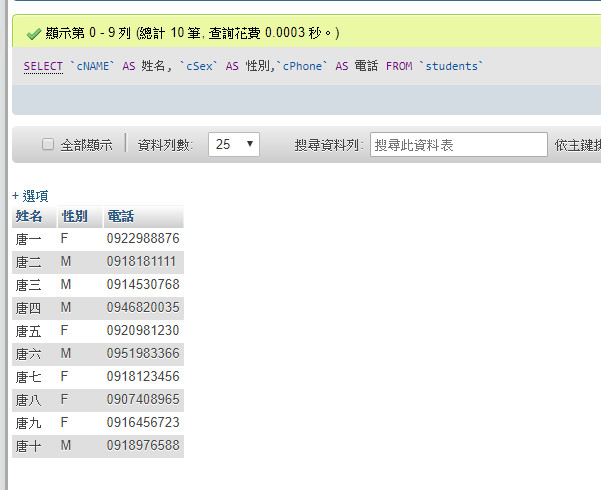 顯示第 0 - 9 列 (總計 10 筆, 查詢花費 0.0003 秒。)
SELECT `cNAME` AS 姓名, `cSex` AS 性別,`cPhone` AS 電話 FROM `students`
全部顯示 資料列數: 25 搜尋資料列: 搜尋此資料表 依主鍵
+ 選項
姓名 性別 電話
唐一 F 0922988876
唐二 M 0918181111
唐三 M 0914530768
唐四 M 0946820035
唐五 F 0920981230
唐六 M 0951983366
唐七 F 0918123456
唐八 F 0907408965
唐九 F 0916456723
唐十 M 0918976588